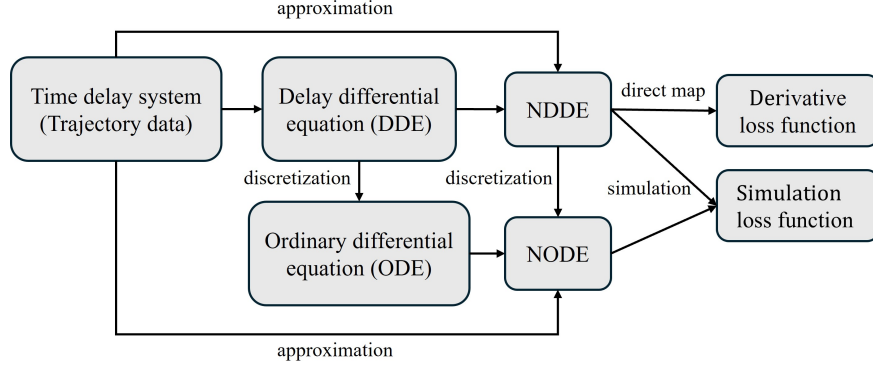 approximation
Time delay system
(Trajectory data)
Delay differential
equation (DDE)
NDDE
direct map
Derivative
loss function
discretization
discretization
simulation
Simulation
loss function
Ordinary differential
equation (ODE)
NODE
approximation